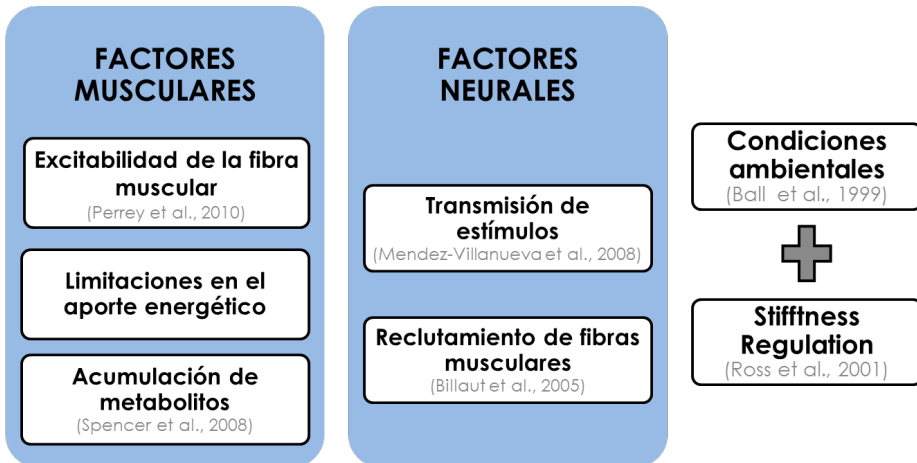 FACTORES
MUSCULARES
Excitabilidad de la fibra
muscular
(Perrey et al., 2010)
Limitaciones en el
aporte energético
Acumulación de
metabolitos
(Spencer et al., 2008)
FACTORES
NEURALES
Transmisión de
estímulos
(Mendez-Villanueva et al., 2008)
Reclutamiento de fibras
musculares
(Billaut et al., 2005)
Condiciones
ambientales
(Ball et al., 1999)
Stifftness
Regulation
(Ross et al., 2001)